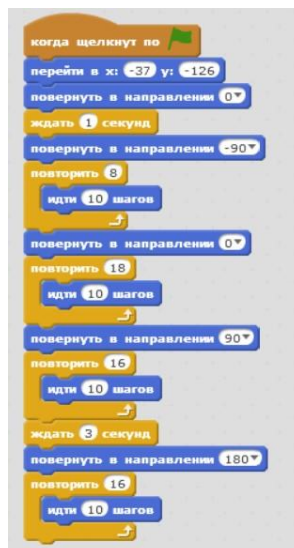 когда щелкнут по
перейти в x: -37 y: -126
повернуть в направлении 0
ждать 1 секунд
повернуть в направлении -90
повторить 8
идти 10 шагов
повернуть в направлении 0
повторить 18
идти 10 шагов
повернуть в направлении 90
повторить 16
идти 10 шагов
ждать 3 секунд
повернуть в направлении 180
повторить 16
идти 10 шагов